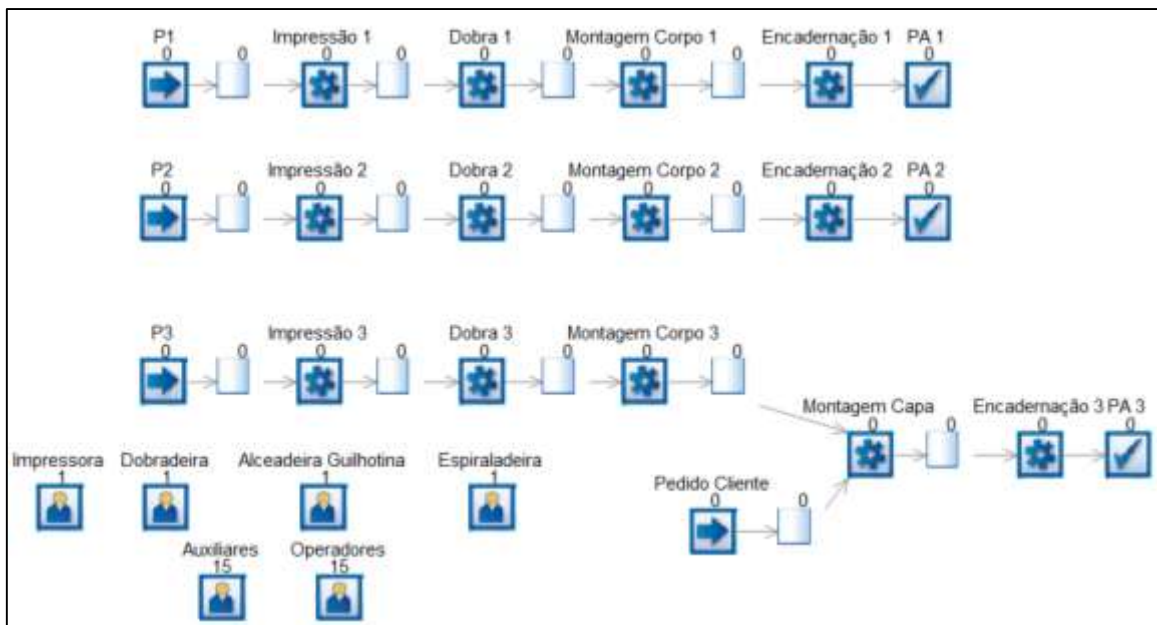 P1 Impressão 1 Dobra 1 Montagem Corpo 1 Encadernação 1 PA 1
0 0 0 0 0 0 0 0 0 0
P2 Impressão 2 Dobra 2 Montagem Corpo 2 Encadernação 2 PA 2
0 0 0 0 0 0 0 0 0 0
P3 Impressão 3 Dobra 3 Montagem Corpo 3
0 0 0 0 0 0 0 0
Montagem Capa Encadernação 3 PA 3
0 0 0 0
Impressora Dobradeira Alceadeira Guilhotina Espiraladeira
1 1 1 1
Pedido Cliente
0 0
Auxiliares Operadores
15 15